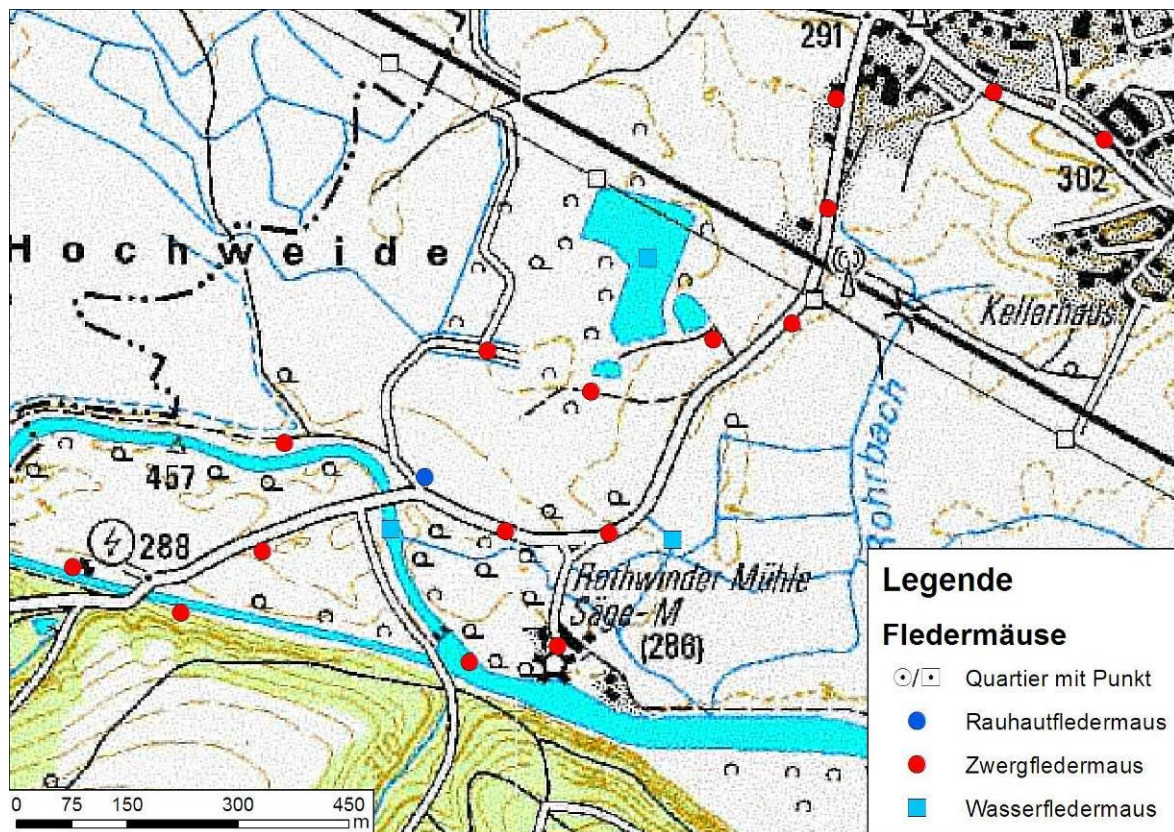 291
302
Hochweide
Kellerhaus
Rohrbach
457
288
Rothwinder Mühle
Säge-M
(286)
Legende
Fledermäuse
Quartier mit Punkt
Rauhautfledermaus
Zwergfledermaus
Wasserfledermaus
0 75 150 300 450
m